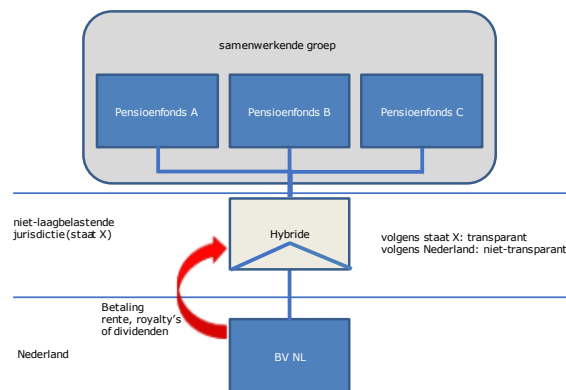 samenwerkende groep
Pensioenfonds A
Pensioenfonds B
Pensioenfonds C
niet-laagbelastende
jurisdictie (staat X)
Hybride
volgens staat X: transparant
volgens Nederland: niet-transparant
Betaling
rente, royalty's
of dividenden
Nederland
BV NL